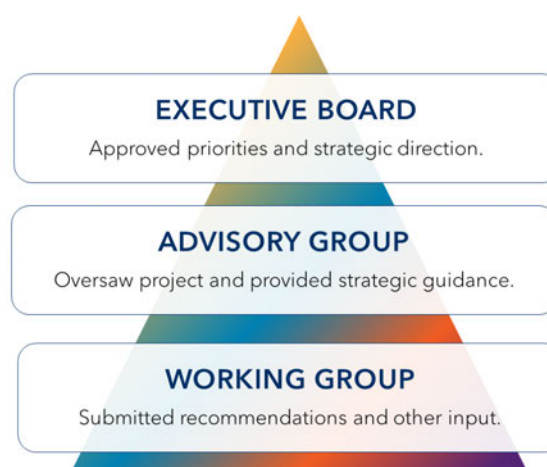 EXECUTIVE BOARD
Approved priorities and strategic direction.
ADVISORY GROUP
Oversaw project and provided strategic guidance.
WORKING GROUP
Submitted recommendations and other input.